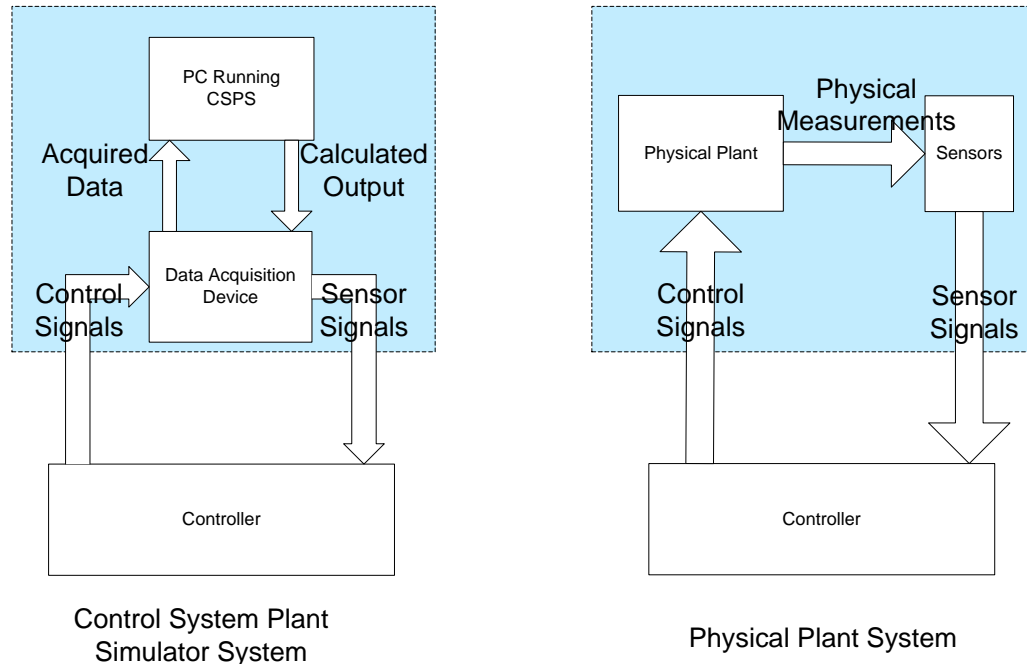 PC Running
CSPS
Acquired
Data
Calculated
Output
Data Acquisition
Device
Control
Signals
Sensor
Signals
Controller
Control System Plant
Simulator System
Physical
Measurements
Physical Plant
Sensors
Control
Signals
Sensor
Signals
Controller
Physical Plant System